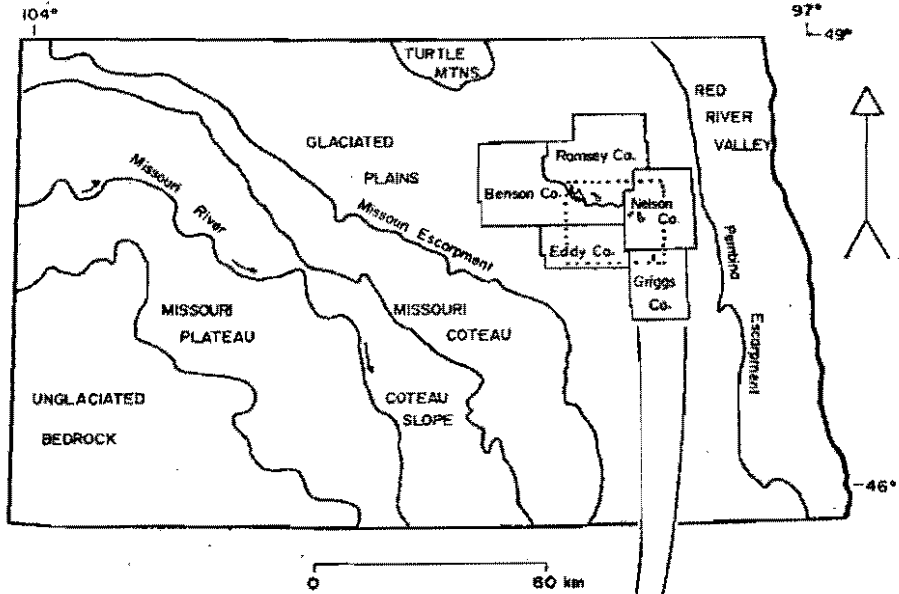 104°
97°
49°
TURTLE
MTNS
RED
RIVER
VALLEY
GLACIATED
PLAINS
Ramsey Co.
Benson Co.
Nelson
Co.
Eddy Co.
Griggs
Co.
Missouri
River
Missouri Escarpment
Pembina
Escarpment
MISSOURI
PLATEAU
MISSOURI
COTEAU
COTEAU
SLOPE
UNGLACIATED
BEDROCK
46°
0
60 km